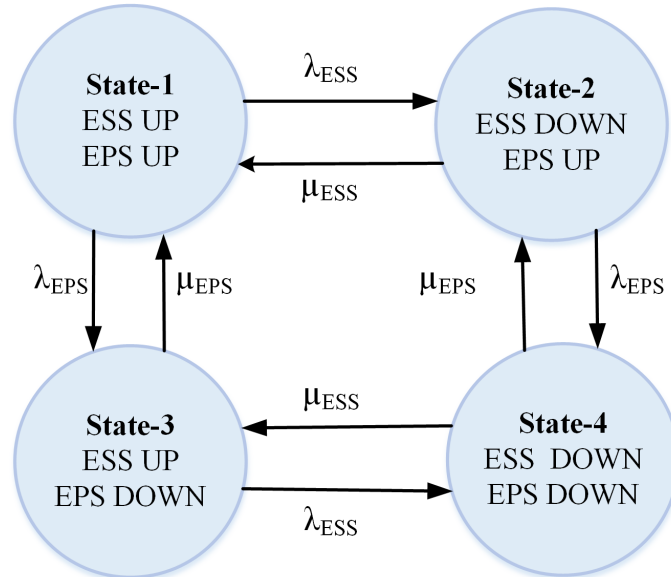 State-1
ESS UP
EPS UP
λESS
State-2
ESS DOWN
EPS UP
μESS
λEPS
μEPS
μEPS
λEPS
State-3
ESS UP
EPS DOWN
μESS
State-4
ESS DOWN
EPS DOWN
λESS